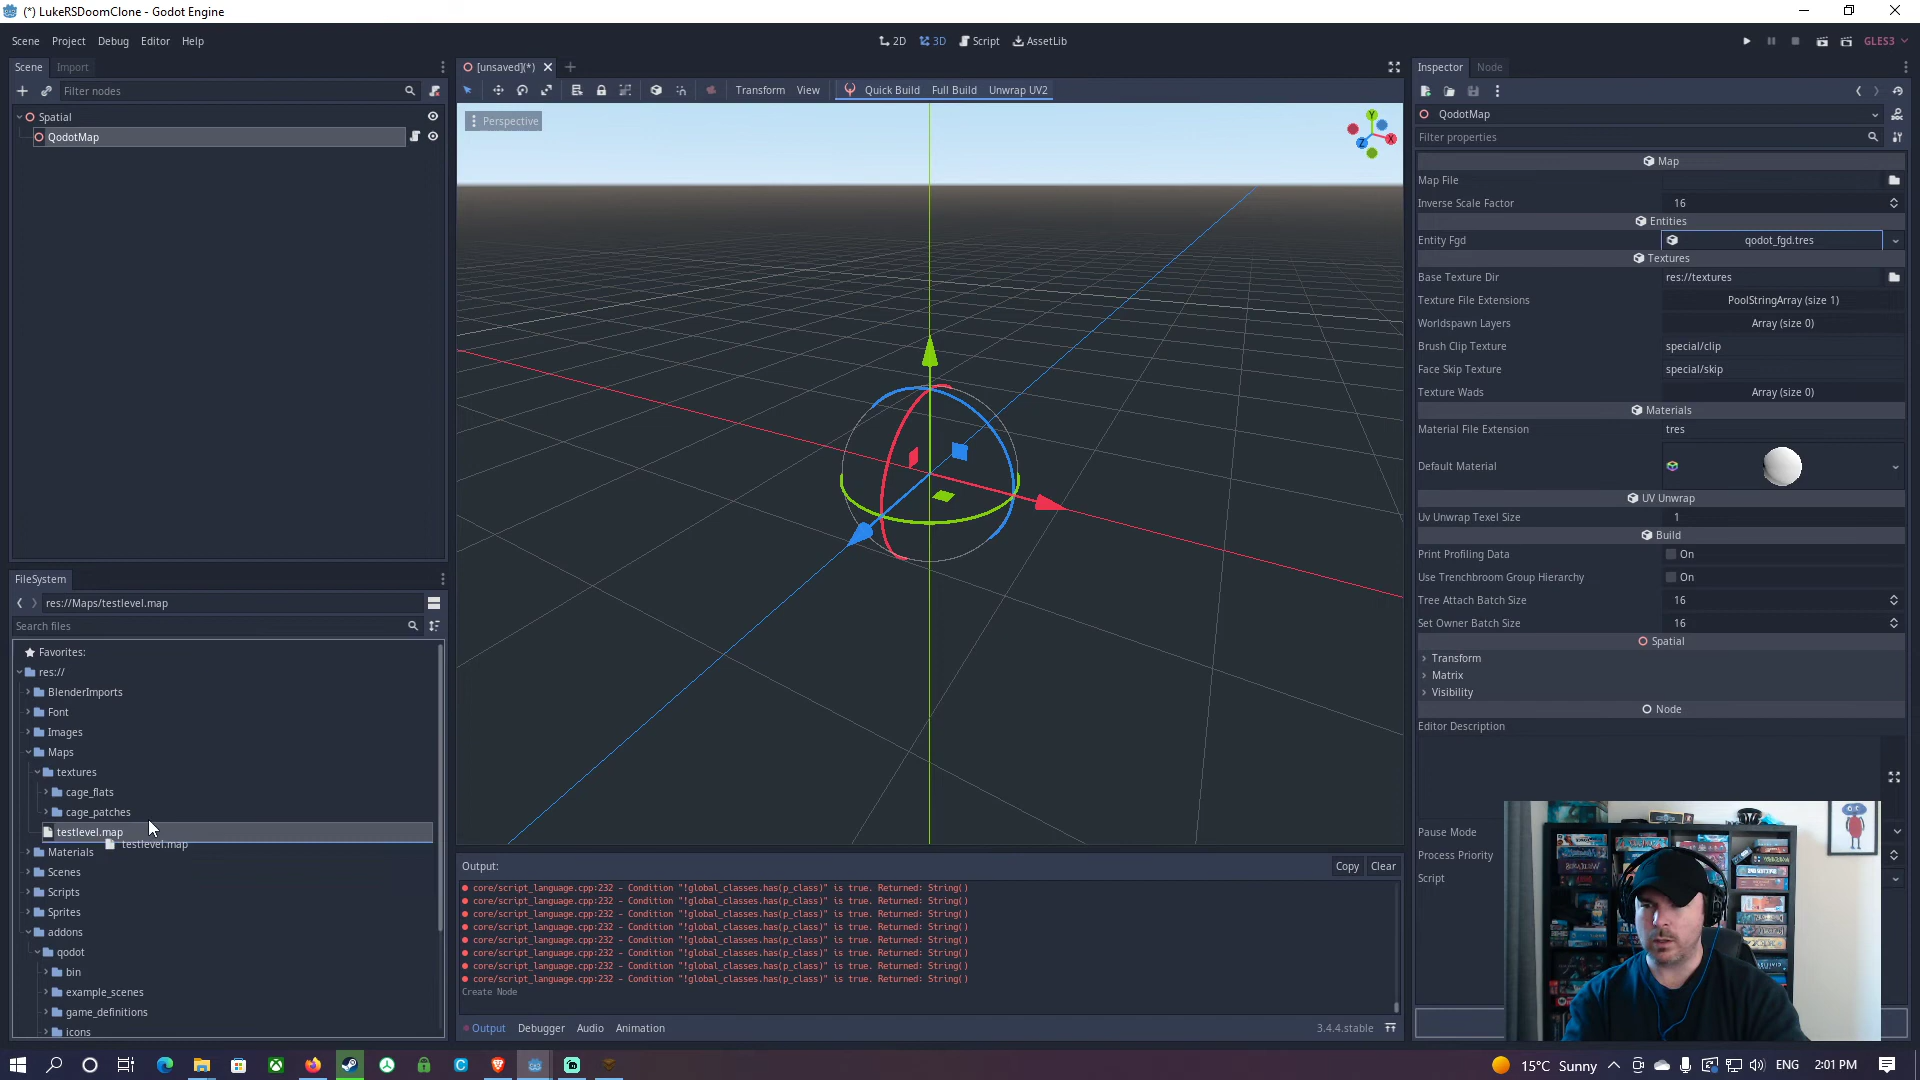 (*) LukeRSDoomClone - Godot Engine
Scene Project Debug Editor Help
2D 3D Script AssetLib
GLES3
Scene Import
Filter nodes
Spatial
QodotMap
[unsaved](*)
Transform View Quick Build Full Build Unwrap UV2
Perspective
Y
X
Z
FileSystem
res://Maps/testlevel.map
Search files
Favorites:
res://
BlenderImports
Font
Images
Maps
textures
cage_flats
cage_patches
testlevel.map
testlevel.map
Materials
Scenes
Scripts
Sprites
addons
qodot
bin
example_scenes
game_definitions
icons
Output:
Copy Clear
core/script_language.cpp:232 - Condition "!global_classes.has(p_class)" is true. Returned: String()
core/script_language.cpp:232 - Condition "!global_classes.has(p_class)" is true. Returned: String()
core/script_language.cpp:232 - Condition "!global_classes.has(p_class)" is true. Returned: String()
core/script_language.cpp:232 - Condition "!global_classes.has(p_class)" is true. Returned: String()
core/script_language.cpp:232 - Condition "!global_classes.has(p_class)" is true. Returned: String()
core/script_language.cpp:232 - Condition "!global_classes.has(p_class)" is true. Returned: String()
core/script_language.cpp:232 - Condition "!global_classes.has(p_class)" is true. Returned: String()
core/script_language.cpp:232 - Condition "!global_classes.has(p_class)" is true. Returned: String()
Create Node
Output Debugger Audio Animation
3.4.4.stable
Inspector Node
QodotMap
Filter properties
Map
Map File
Inverse Scale Factor 16
Entities
Entity Fgd qodot_fgd.tres
Textures
Base Texture Dir res://textures
Texture File Extensions PoolStringArray (size 1)
Worldspawn Layers Array (size 0)
Brush Clip Texture special/clip
Face Skip Texture special/skip
Texture Wads Array (size 0)
Materials
Material File Extension tres
Default Material
UV Unwrap
Uv Unwrap Texel Size 1
Build
Print Profiling Data On
Use Trenchbroom Group Hierarchy On
Tree Attach Batch Size 16
Set Owner Batch Size 16
Spatial
Transform
Matrix
Visibility
Node
Editor Description
Pause Mode
Process Priority
Script
15°C Sunny
ENG
2:01 PM